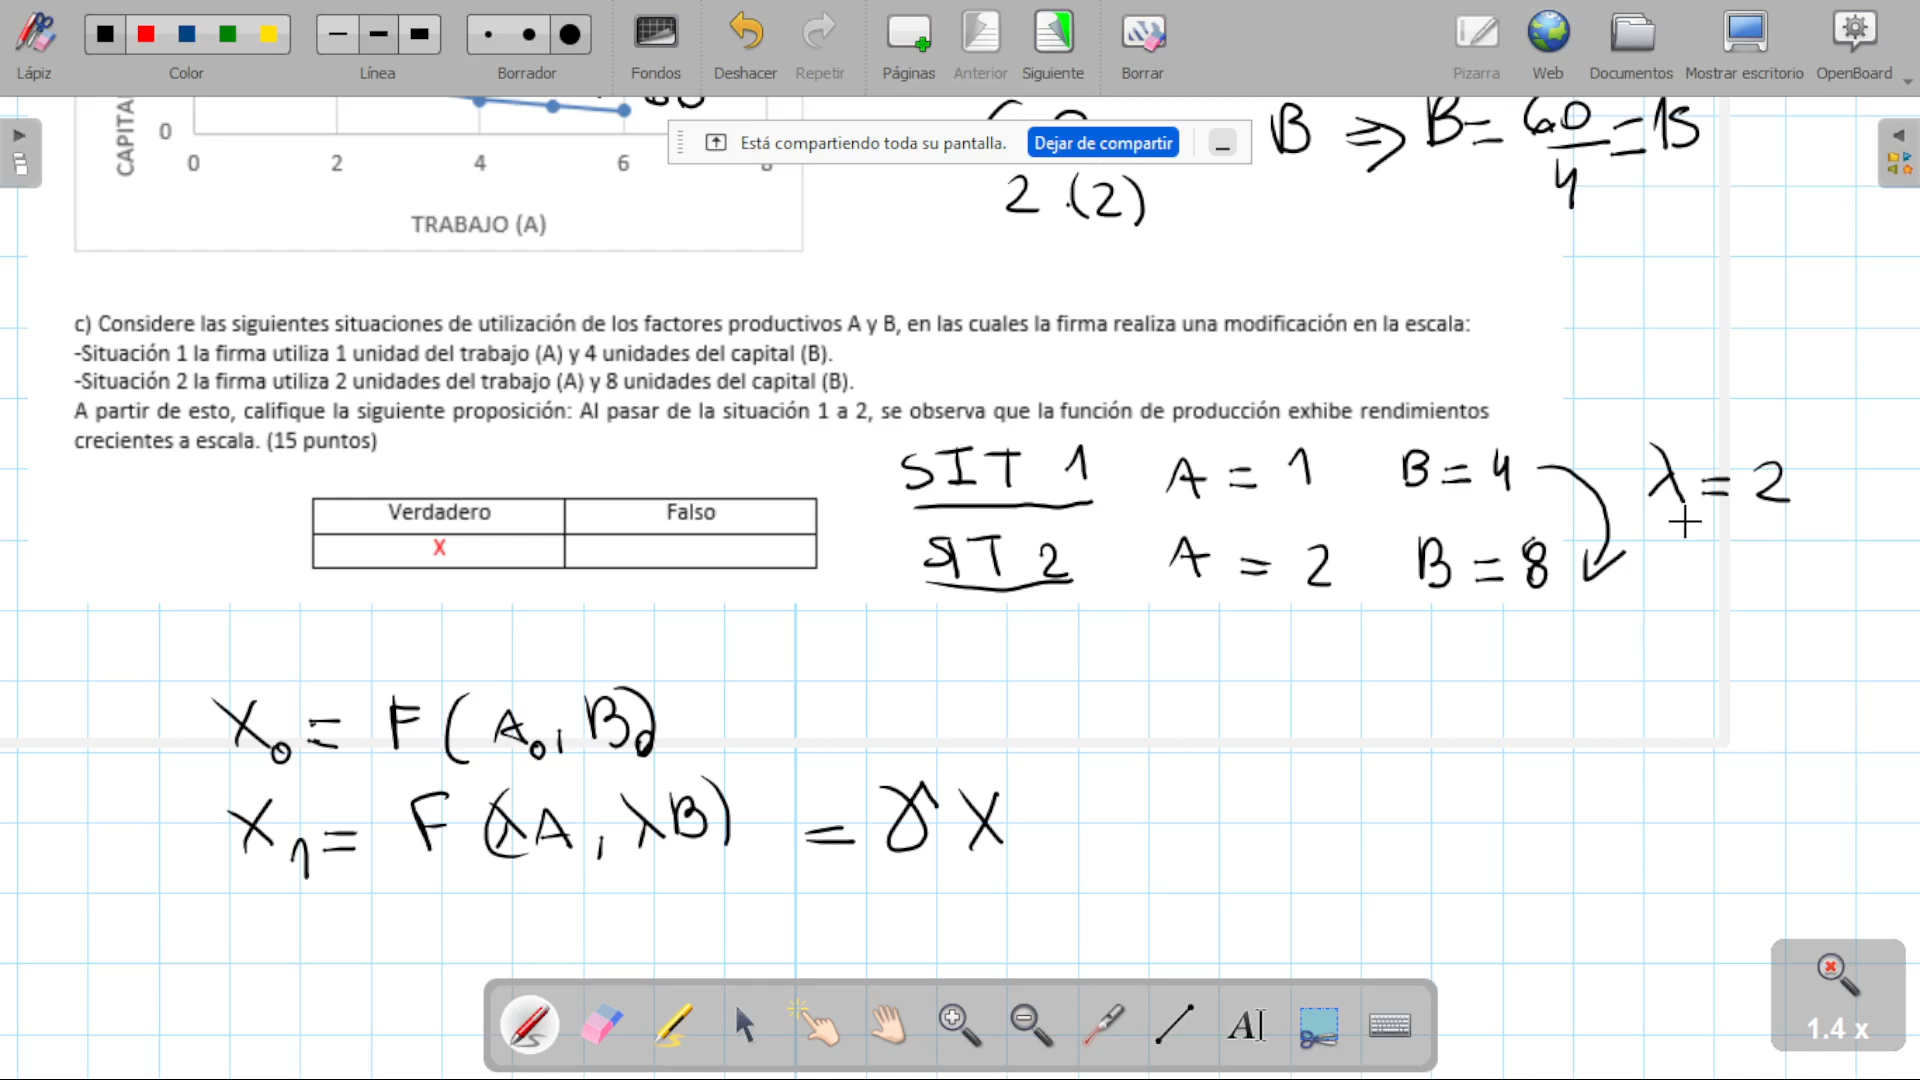 Lápiz Color Línea Borrador Fondos Deshacer Repetir Páginas Anterior Siguiente Borrar Pizarra Web Documentos Mostrar escritorio OpenBoard
CAPITA
0
0 2 4 6 8
TRABAJO (A)
Está compartiendo toda su pantalla. Dejar de compartir
B ⇒ B = 60/4 = 15
2 .(2)
c) Considere las siguientes situaciones de utilización de los factores productivos A y B, en las cuales la firma realiza una modificación en la escala:
-Situación 1 la firma utiliza 1 unidad del trabajo (A) y 4 unidades del capital (B).
-Situación 2 la firma utiliza 2 unidades del trabajo (A) y 8 unidades del capital (B).
A partir de esto, califique la siguiente proposición: Al pasar de la situación 1 a 2, se observa que la función de producción exhibe rendimientos
crecientes a escala. (15 puntos)
Verdadero Falso
X
SIT 1 A = 1 B = 4 λ = 2
SIT 2 A = 2 B = 8
X₀ = F(A₀, B₀)
X₁ = F(λA, λB) = γX
AI
1.4 x